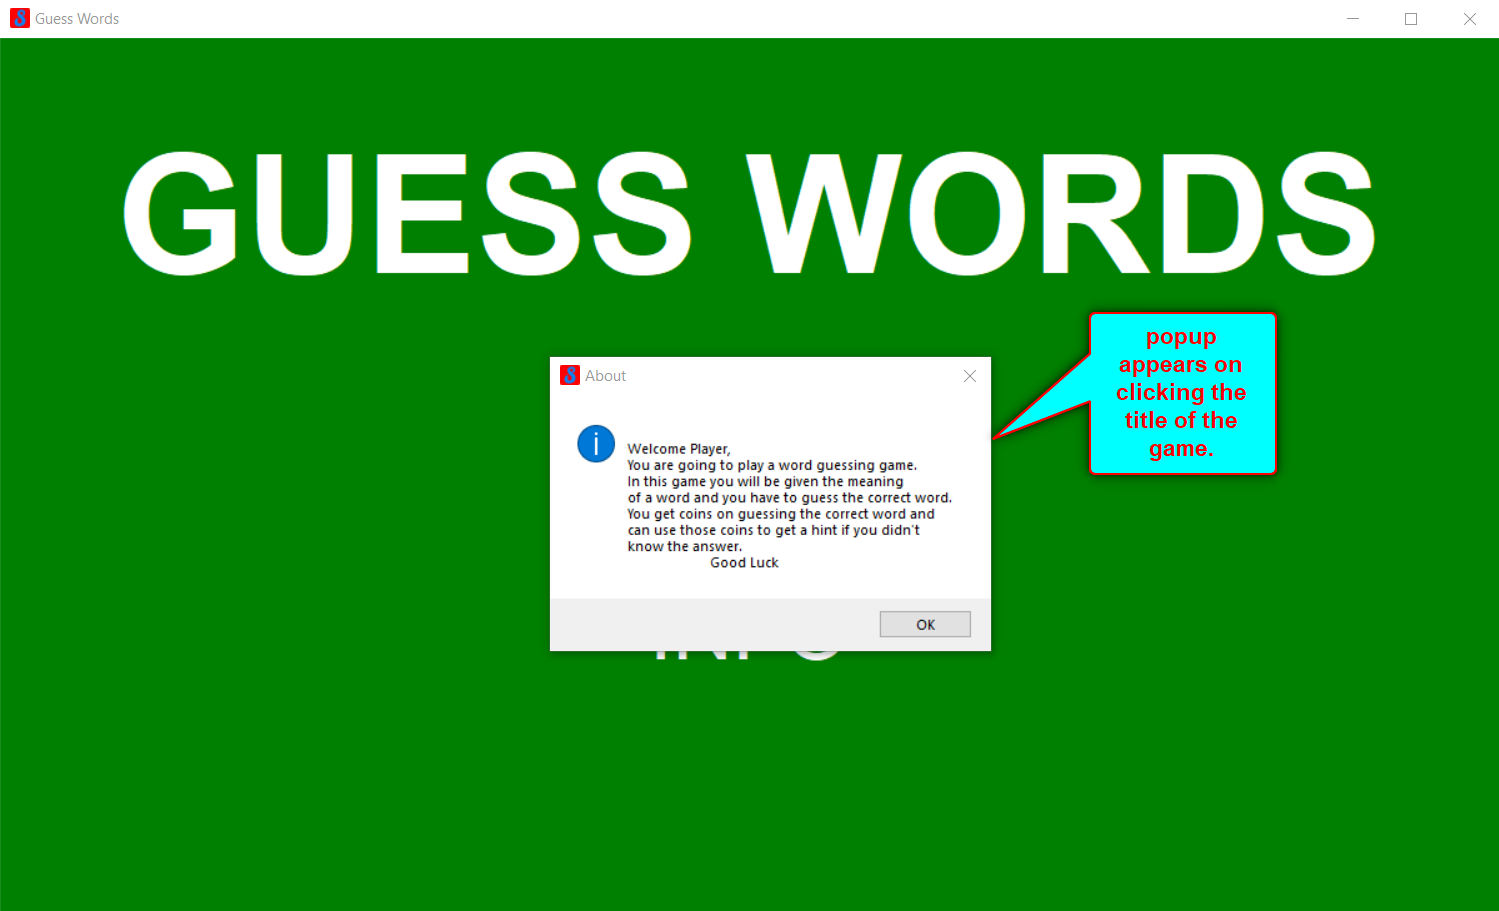 Guess Words
GUESS WORDS
popup
appears on
clicking the
title of the
game.
About
Welcome Player,
You are going to play a word guessing game.
In this game you will be given the meaning
of a word and you have to guess the correct word.
You get coins on guessing the correct word and
can use those coins to get a hint if you didn't
know the answer.
Good Luck
OK